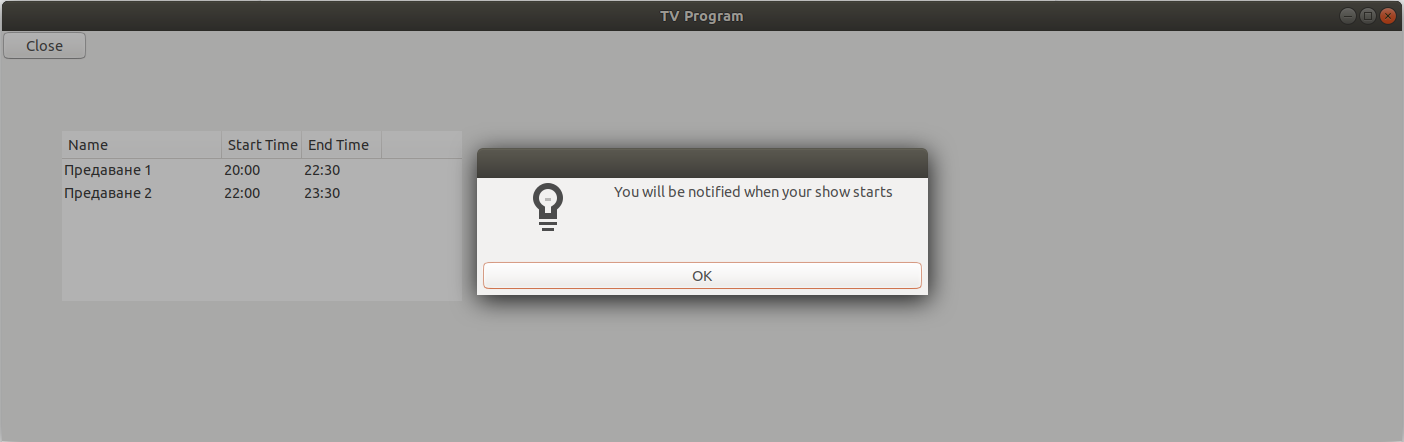 TV Program
Close
Name Start Time End Time
Предаване 1 20:00 22:30
Предаване 2 22:00 23:30
You will be notified when your show starts
OK